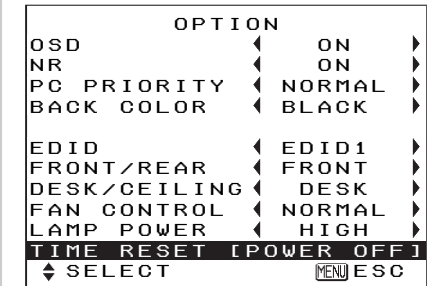 OPTION
OSD ON
NR ON
PC PRIORITY NORMAL
BACK COLOR BLACK
EDID EDID1
FRONT/REAR FRONT
DESK/CEILING DESK
FAN CONTROL NORMAL
LAMP POWER HIGH
TIME RESET [POWER OFF]
SELECT MENU ESC